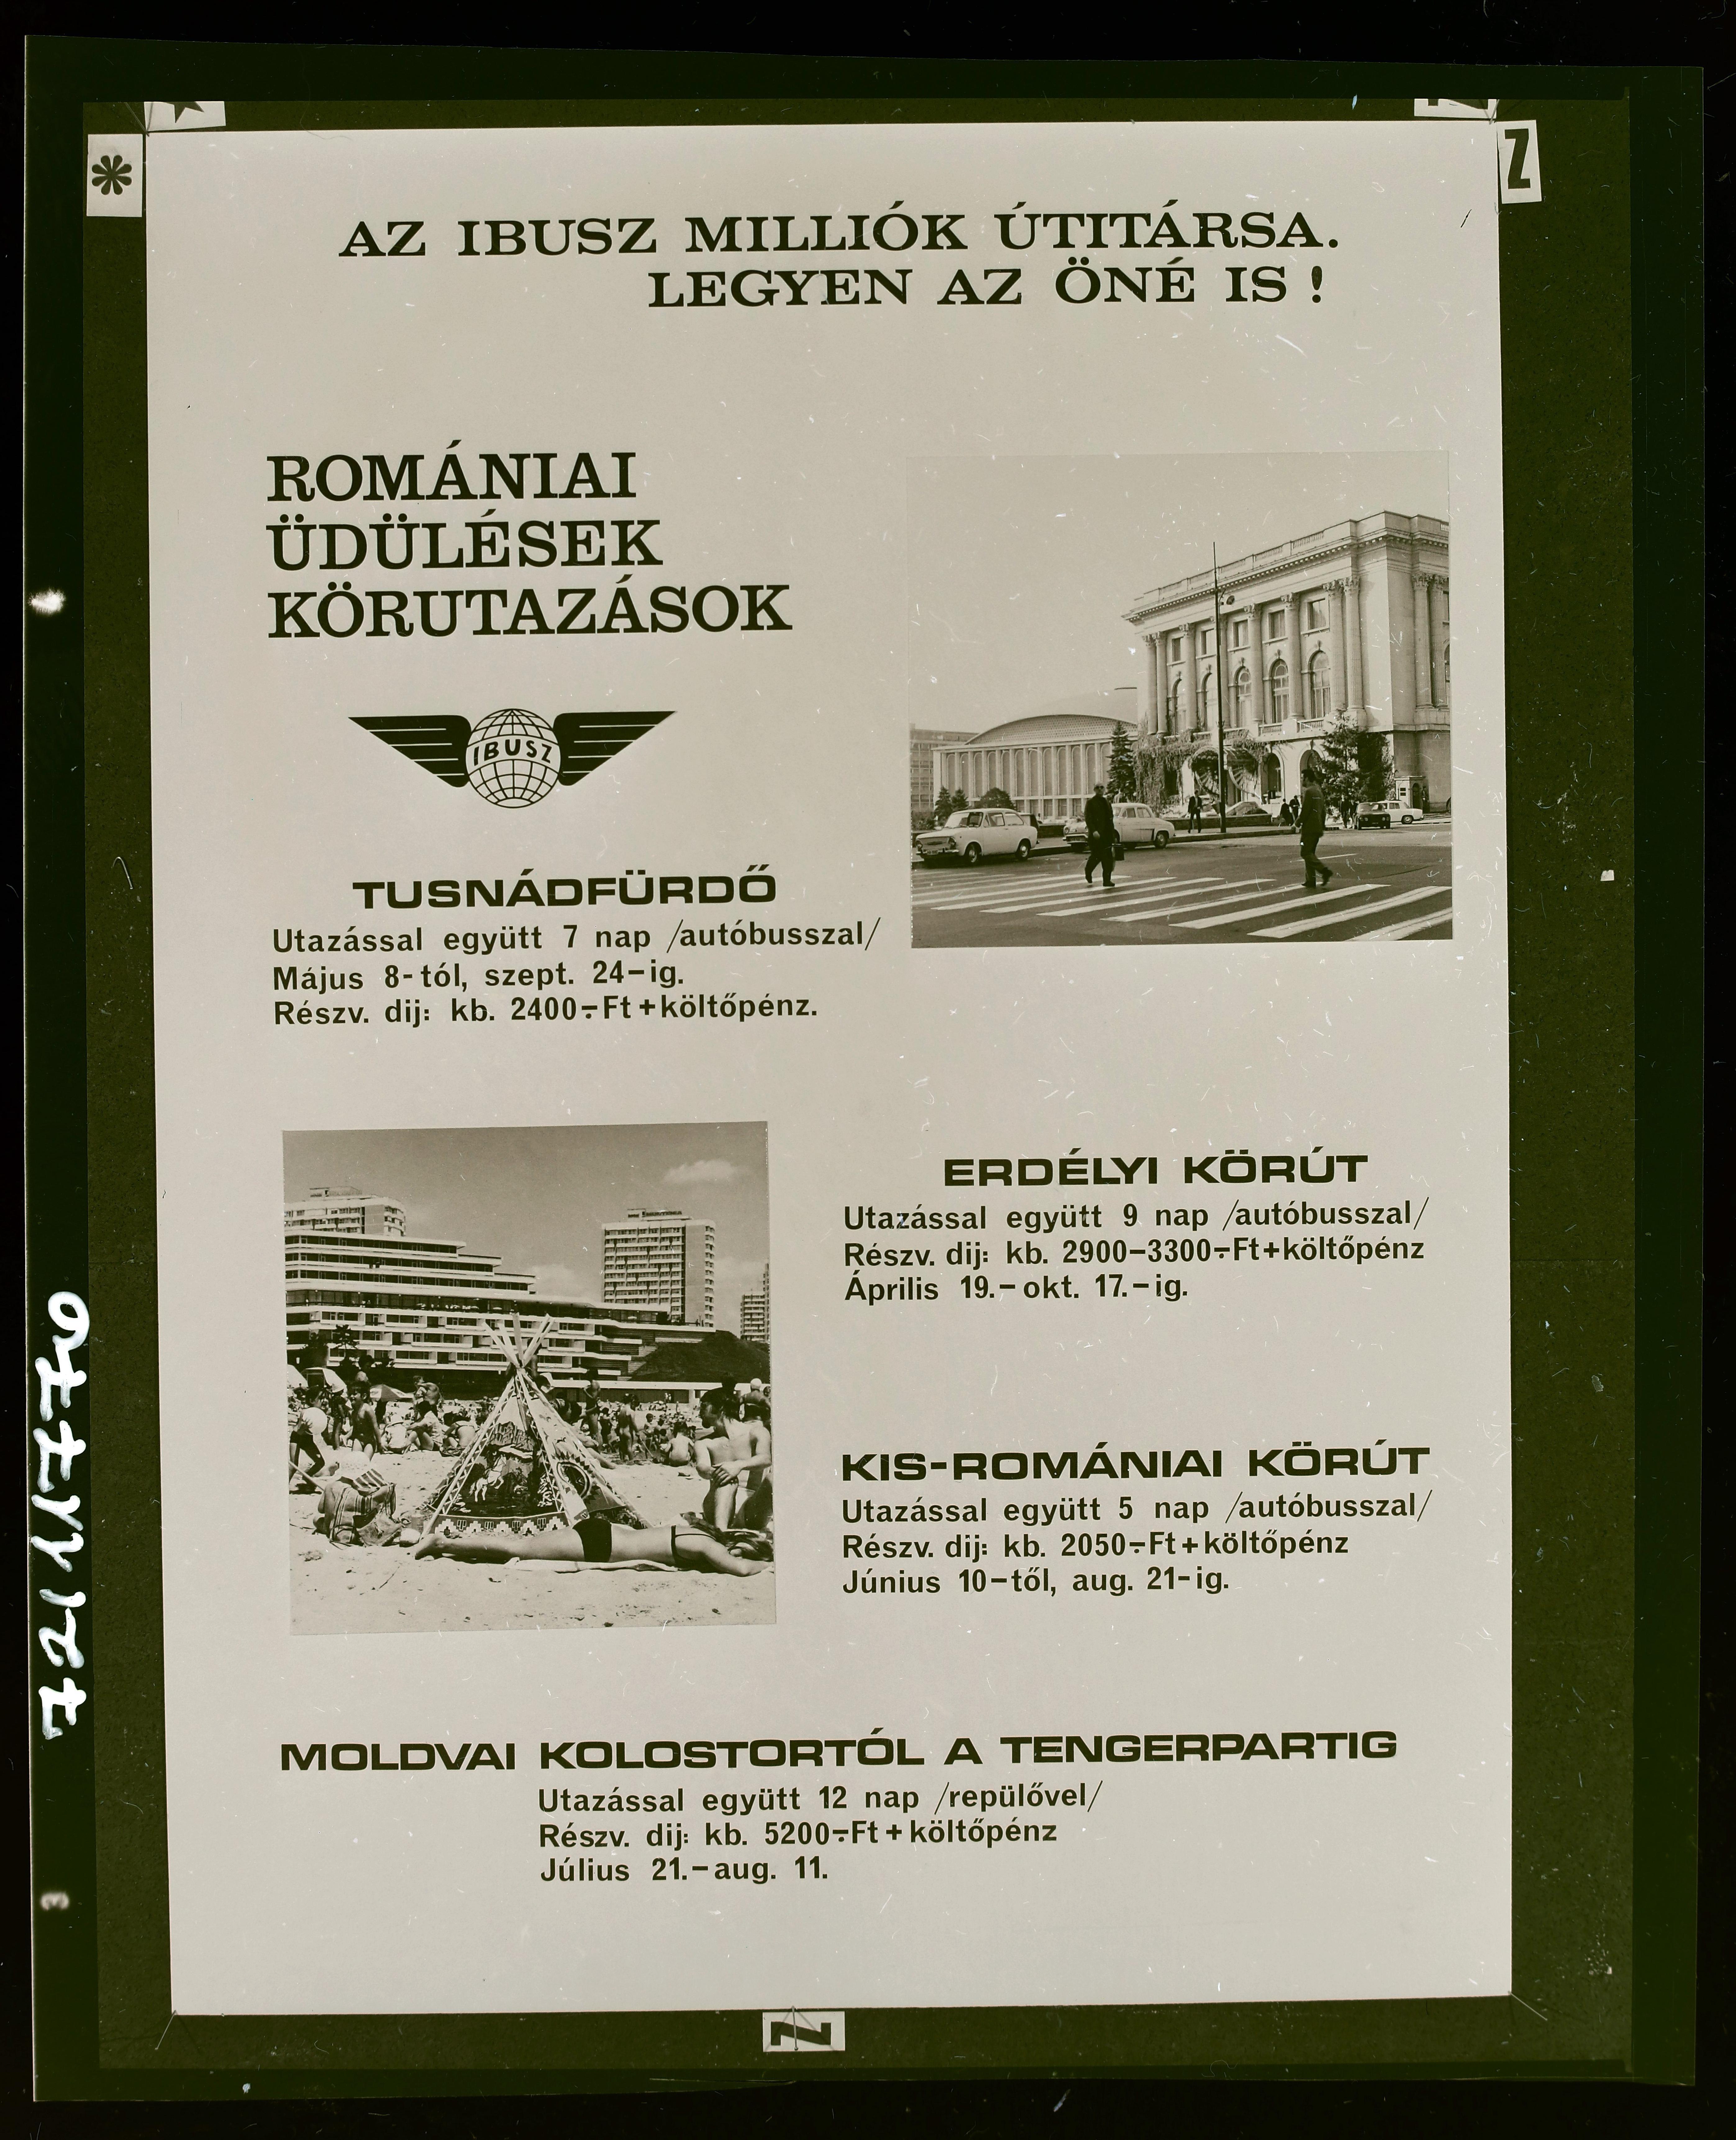 AZ IBUSZ MILLIÓK ÚTITÁRSA.
LEGYEN AZ ÖNÉ IS !
ROMÁNIAI
ÜDÜLÉSEK
KÖRUTAZÁSOK
IBUSZ
TUSNÁDFÜRDŐ
Utazással együtt 7 nap /autóbusszal/
Május 8-tól, szept. 24-ig.
Részv. dij: kb. 2400.-Ft+költőpénz.
ERDÉLYI KÖRÚT
Utazással együtt 9 nap /autóbusszal/
Részv. dij: kb. 2900-3300.-Ft+költőpénz
Április 19.-okt. 17.-ig.
KIS-ROMÁNIAI KÖRÚT
Utazással együtt 5 nap /autóbusszal/
Részv. dij: kb. 2050.-Ft+költőpénz
Június 10-től, aug. 21-ig.
MOLDVAI KOLOSTORTÓL A TENGERPARTIG
Utazással együtt 12 nap /repülővel/
Részv. dij: kb. 5200.-Ft+költőpénz
Július 21.-aug. 11.
Z
Z
3